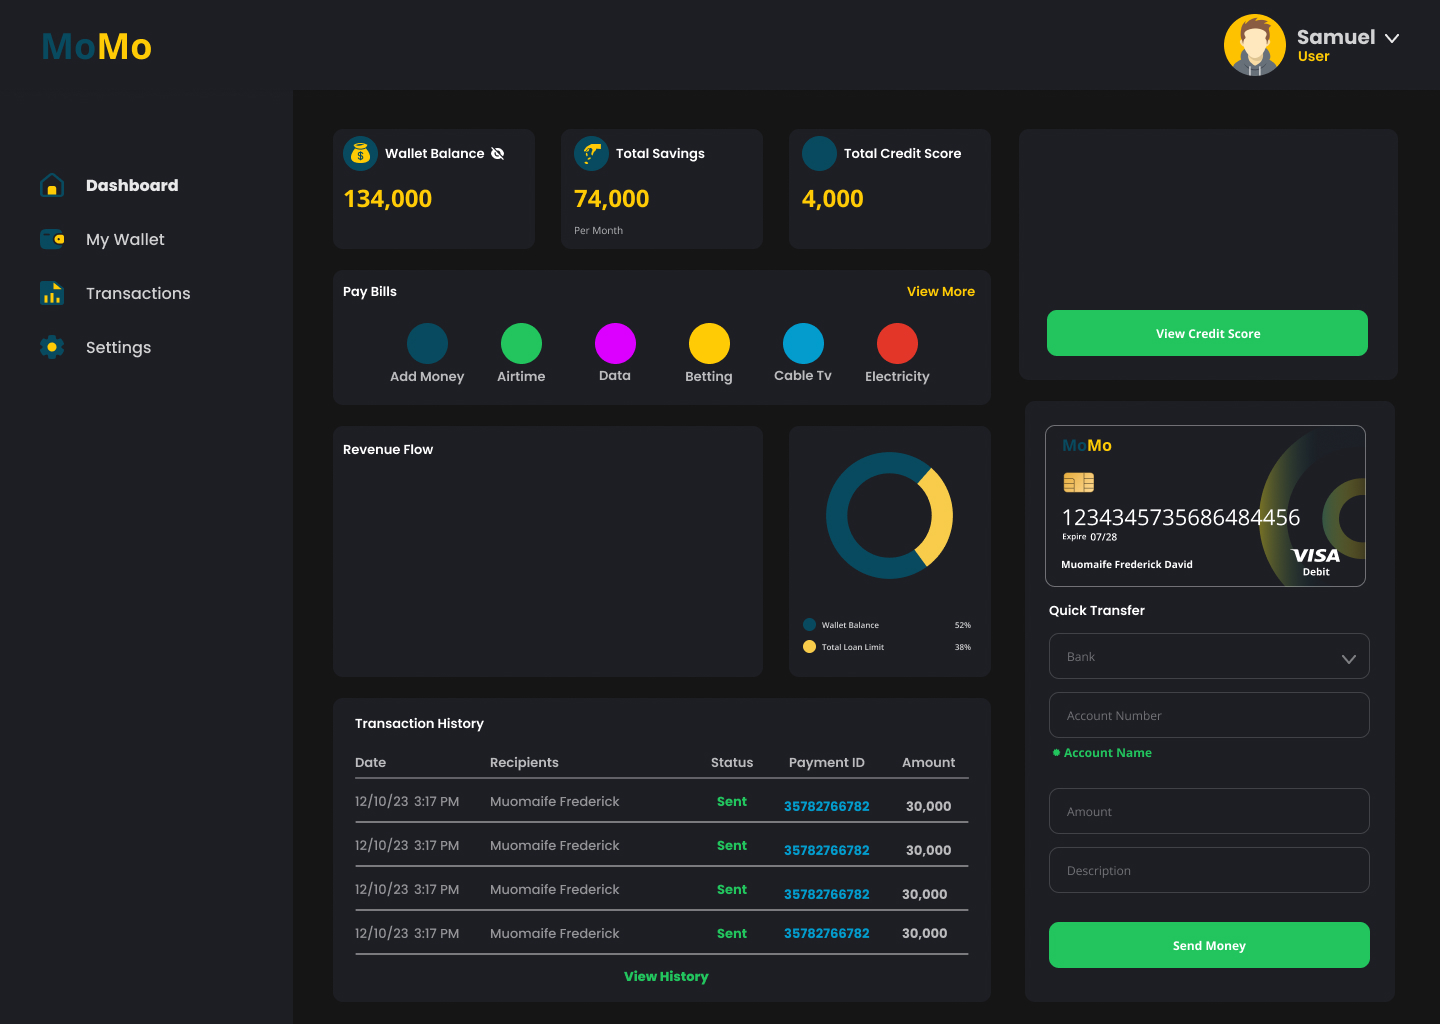 MoMo
Samuel
User
Dashboard
My Wallet
Transactions
Settings
Wallet Balance
134,000
Total Savings
74,000
Per Month
Total Credit Score
4,000
View Credit Score
Pay Bills
View More
Add Money
Airtime
Data
Betting
Cable Tv
Electricity
Revenue Flow
Wallet Balance 52%
Total Loan Limit 38%
MoMo
1234345735686484456
Expire 07/28
Muomaife Frederick David
VISA
Debit
Quick Transfer
Bank
Account Number
Account Name
Amount
Description
Send Money
Transaction History
Date Recipients Status Payment ID Amount
12/10/23 3:17 PM Muomaife Frederick Sent 35782766782 30,000
12/10/23 3:17 PM Muomaife Frederick Sent 35782766782 30,000
12/10/23 3:17 PM Muomaife Frederick Sent 35782766782 30,000
12/10/23 3:17 PM Muomaife Frederick Sent 35782766782 30,000
View History